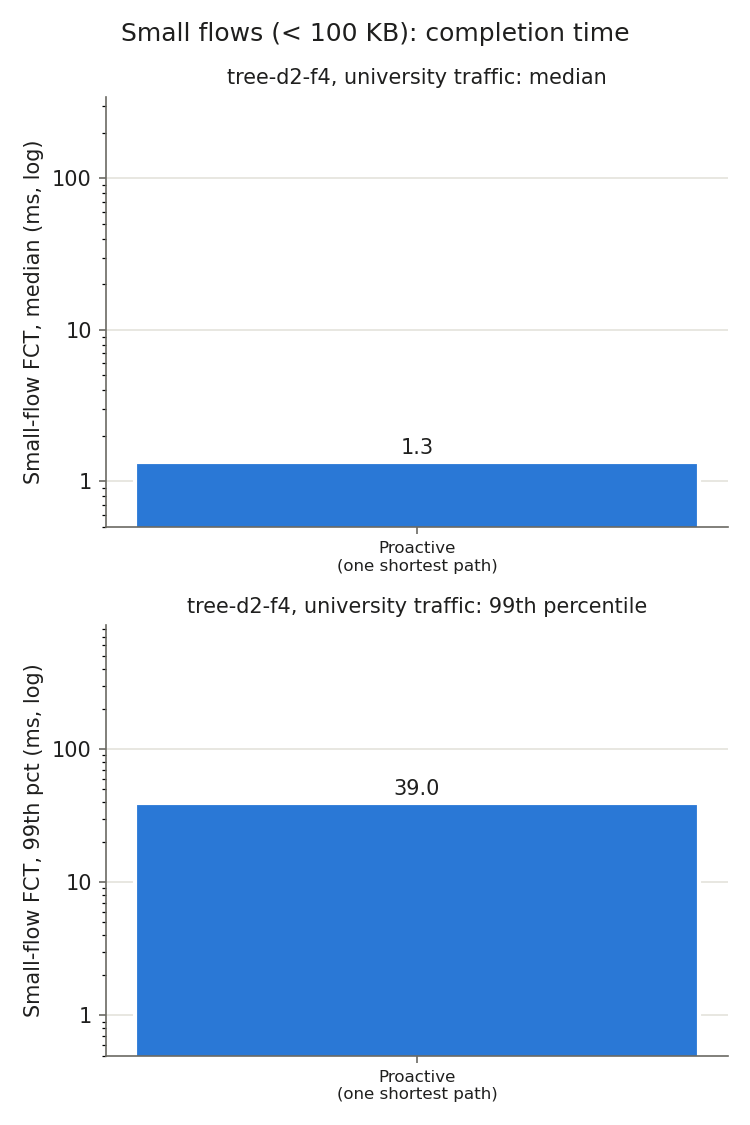 Small flows (< 100 KB): completion time
tree-d2-f4, university traffic: median
Small-flow FCT, median (ms, log)
100
10
1
1.3
Proactive
(one shortest path)
tree-d2-f4, university traffic: 99th percentile
Small-flow FCT, 99th pct (ms, log)
100
10
1
39.0
Proactive
(one shortest path)